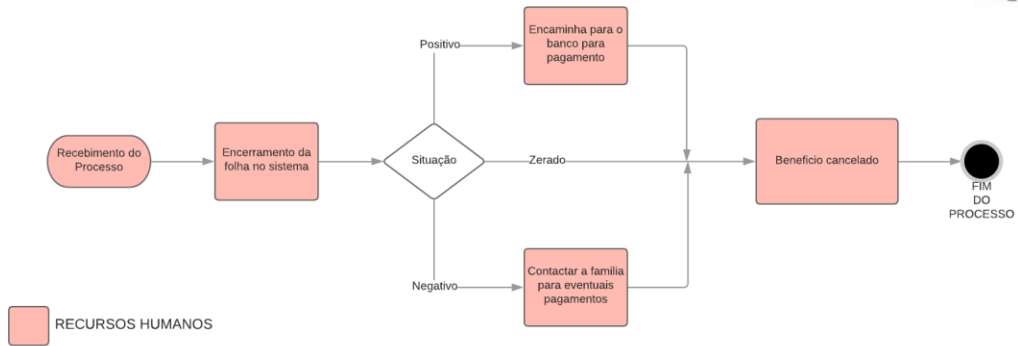 Recebimento do
Processo
Encerramento da
folha no sistema
Situação
Positivo
Encaminha para o
banco para
pagamento
Zerado
Negativo
Contactar a familia
para eventuais
pagamentos
Beneficio cancelado
FIM
DO
PROCESSO
RECURSOS HUMANOS